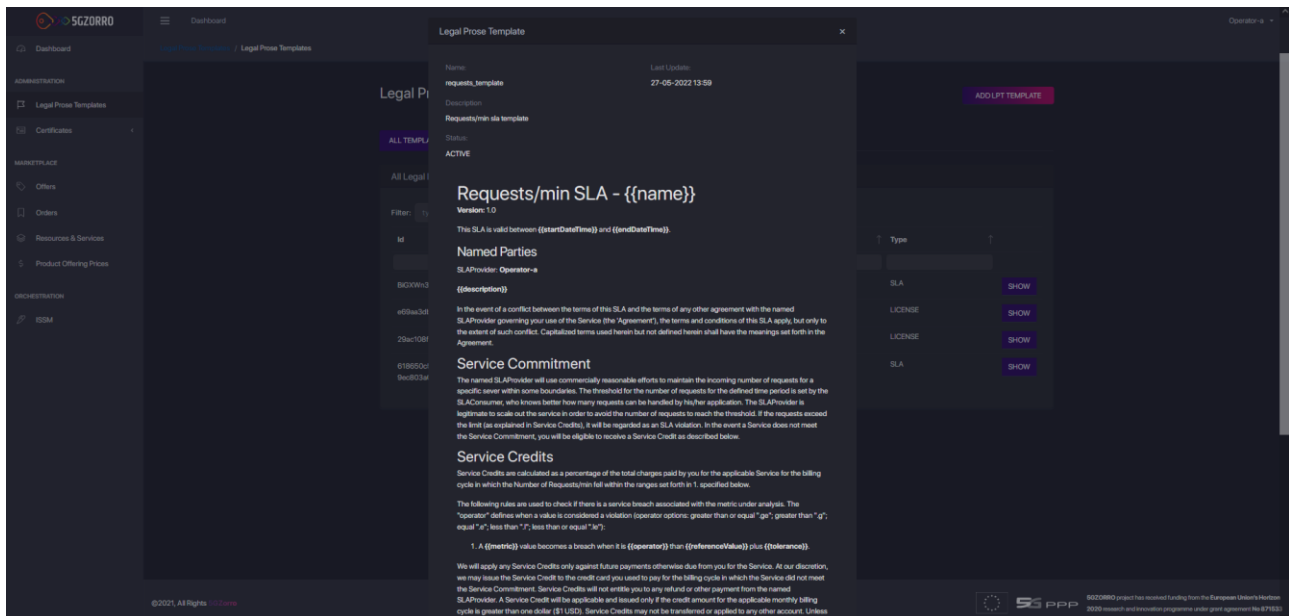 5GZORRO
Dashboard
Operator-a
Dashboard
/ Legal Prose Templates
ADMINISTRATION
Legal Prose Templates
Certificates
MARKETPLACE
Offers
Orders
Resources & Services
Product Offering Prices
ORCHESTRATION
ISSM
Legal Pr
ADD LPT TEMPLATE
ALL TEMPL
All Legal
Filter:
Id
Type
SLA
SHOW
LICENSE
SHOW
LICENSE
SHOW
SLA
SHOW
Legal Prose Template
×
Name:
Last Update:
requests_template
27-05-2022 13:59
Description
Requests/min sla template
Status:
ACTIVE
Requests/min SLA - {{name}}
Version: 1.0
This SLA is valid between {{startDateTime}} and {{endDateTime}}.
Named Parties
SLAProvider: Operator-a
{{description}}
In the event of a conflict between the terms of this SLA and the terms of any other agreement with the named
SLAProvider governing your use of the Service (the 'Agreement'), the terms and conditions of this SLA apply, but only to
the extent of such conflict. Capitalized terms used herein but not defined herein shall have the meanings set forth in the
Agreement.
Service Commitment
The named SLAProvider will use commercially reasonable efforts to maintain the incoming number of requests for a
specific sever within some boundaries. The threshold for the number of requests for the defined time period is set by the
SLAConsumer, who knows better how many requests can be handled by his/her application. The SLAProvider is
legitimate to scale out the service in order to avoid the number of requests to reach the threshold. If the requests exceed
the limit (as explained in Service Credits), it will be regarded as an SLA violation. In the event a Service does not meet
the Service Commitment, you will be eligible to receive a Service Credit as described below.
Service Credits
Service Credits are calculated as a percentage of the total charges paid by you for the applicable Service for the billing
cycle in which the Number of Requests/min fell within the ranges set forth in 1. specified below.
The following rules are used to check if there is a service breach associated with the metric under analysis. The
"operator" defines when a value is considered a violation (operator options: greater than or equal ".ge"; greater than ".g";
equal ".e"; less than ".l"; less than or equal ".le"):
1. A {{metric}} value becomes a breach when it is {{operator}} than {{referenceValue}} plus {{tolerance}}.
We will apply any Service Credits only against future payments otherwise due from you for the Service. At our discretion,
we may issue the Service Credit to the credit card you used to pay for the billing cycle in which the Service did not meet
the Service Commitment. Service Credits will not entitle you to any refund or other payment from the named
SLAProvider. A Service Credit will be applicable and issued only if the credit amount for the applicable monthly billing
cycle is greater than one dollar ($1 USD). Service Credits may not be transferred or applied to any other account. Unless
©2021, All Rights 5GZorro
5G PPP
5GZORRO project has received funding from the European Union's Horizon
2020 research and innovation programme under grant agreement No 871533